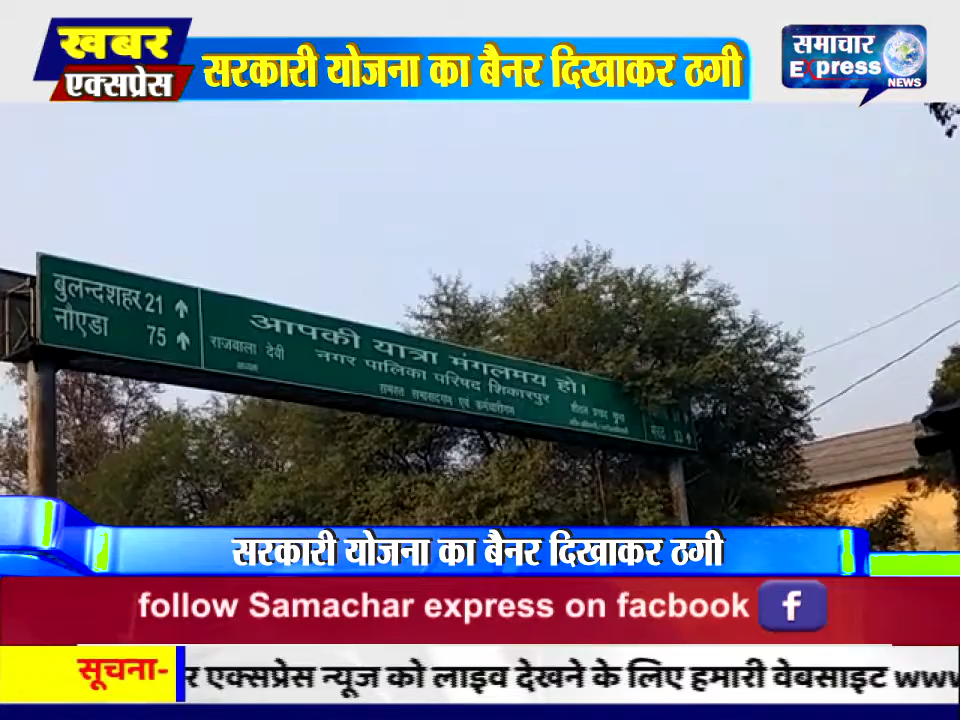 खबर
एक्सप्रेस
सरकारी योजना का बैनर दिखाकर ठगी
समाचार
Express
NEWS
बुलन्दशहर 21
नौएडा 75
आपकी यात्रा मंगलमय हो।
राजबाला देवी
नगर पालिका परिषद शिकारपुर
समस्त सभासदगण एवं कर्मचारीगण
सरकारी योजना का बैनर दिखाकर ठगी
follow Samachar express on facbook
f
सूचना-
र एक्सप्रेस न्यूज को लाइव देखने के लिए हमारी वेबसाइट www